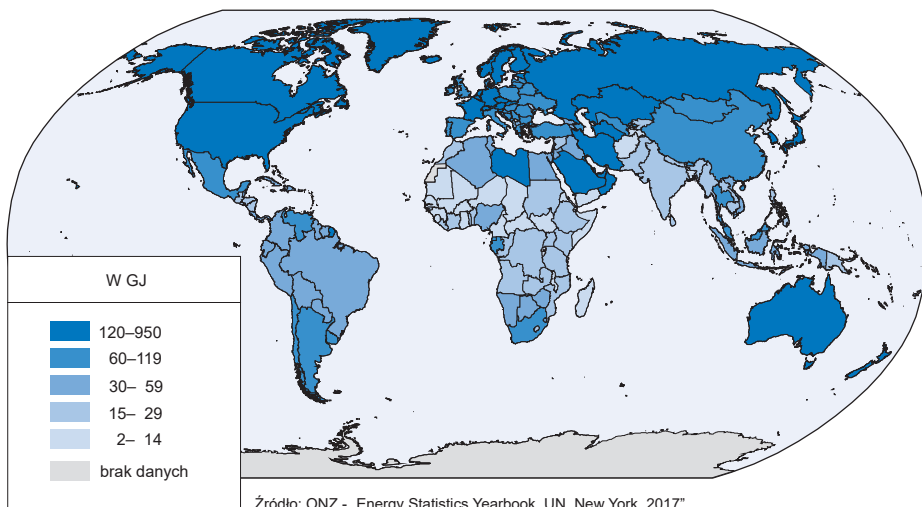 W GJ
120–950
60–119
30– 59
15– 29
2– 14
brak danych
Źródło: ONZ - „Energy Statistics Yearbook, UN, New York, 2017”